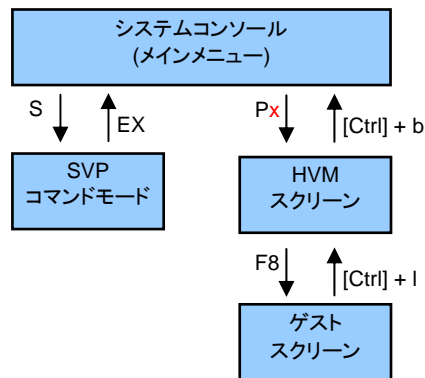 システムコンソール
(メインメニュー)
S
EX
Px
[Ctrl] + b
SVP
コマンドモード
HVM
スクリーン
F8
[Ctrl] + l
ゲスト
スクリーン